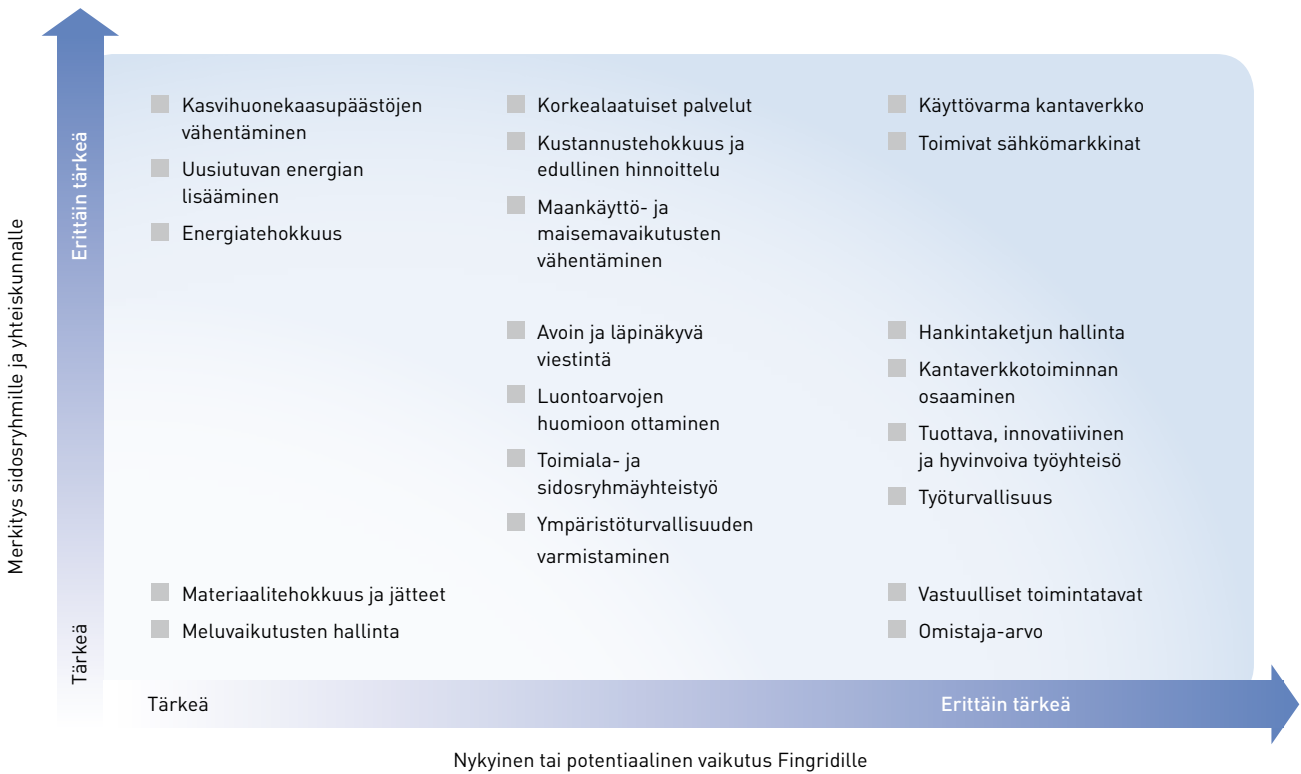 Merkitys sidosryhmille ja yhteiskunnalle
Erittäin tärkeä
Tärkeä
Kasvihuonekaasupäästöjen
vähentäminen
Uusiutuvan energian
lisääminen
Energiatehokkuus
Korkealaatuiset palvelut
Kustannustehokkuus ja
edullinen hinnoittelu
Maankäyttö- ja
maisemavaikutusten
vähentäminen
Käyttövarma kantaverkko
Toimivat sähkömarkkinat
Avoin ja läpinäkyvä
viestintä
Luontoarvojen
huomioon ottaminen
Toimiala- ja
sidosryhmäyhteistyö
Ympäristöturvallisuuden
varmistaminen
Hankintaketjun hallinta
Kantaverkkotoiminnan
osaaminen
Tuottava, innovatiivinen
ja hyvinvoiva työyhteisö
Työturvallisuus
Materiaalitehokkuus ja jätteet
Meluvaikutusten hallinta
Vastuulliset toimintatavat
Omistaja-arvo
Tärkeä
Erittäin tärkeä
Nykyinen tai potentiaalinen vaikutus Fingridille